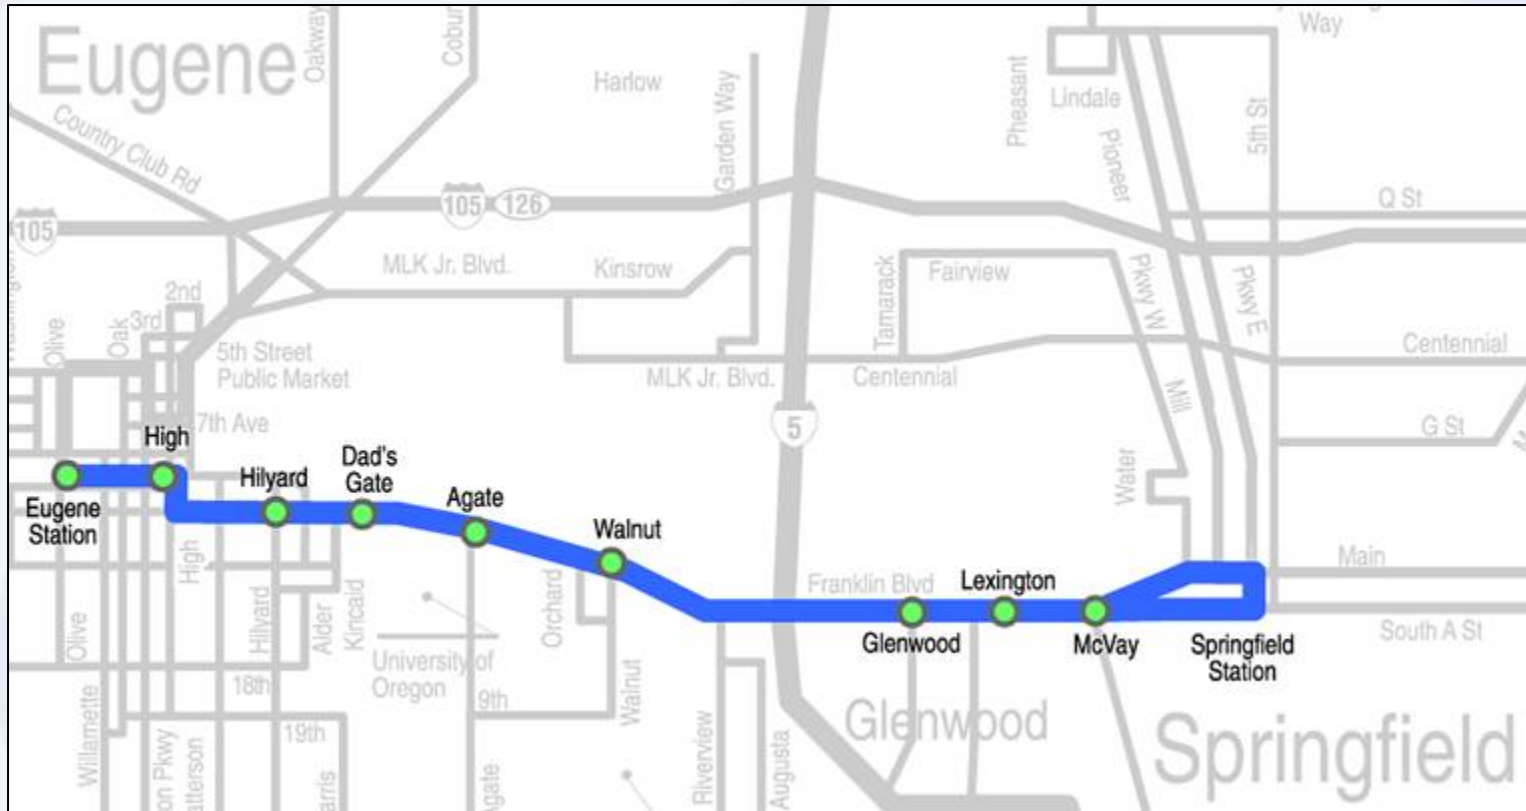 Eugene
Oakway
Coburg
Harlow
Garden Way
Pheasant
Lindale
Way
5th St
Pioneer
Country Club Rd
105
105
126
Q St
MLK Jr. Blvd.
Kinsrow
Tamarack
Fairview
Pkwy W
Pkwy E
2nd
3rd
Olive
Oak
5th Street
Public Market
MLK Jr. Blvd.
Centennial
Centennial
Mill
7th Ave
5
G St
High
Hilyard
Dad's
Gate
Agate
Walnut
Water
Eugene
Station
High
Hilyard
Alder
Kincaid
Orchard
Franklin Blvd
Lexington
Main
Glenwood
McVay
Springfield
Station
South A St
Olive
University of
Oregon
18th
9th
19th
Walnut
Willamette
Riverview
Augusta
Agate
Glenwood
Springfield